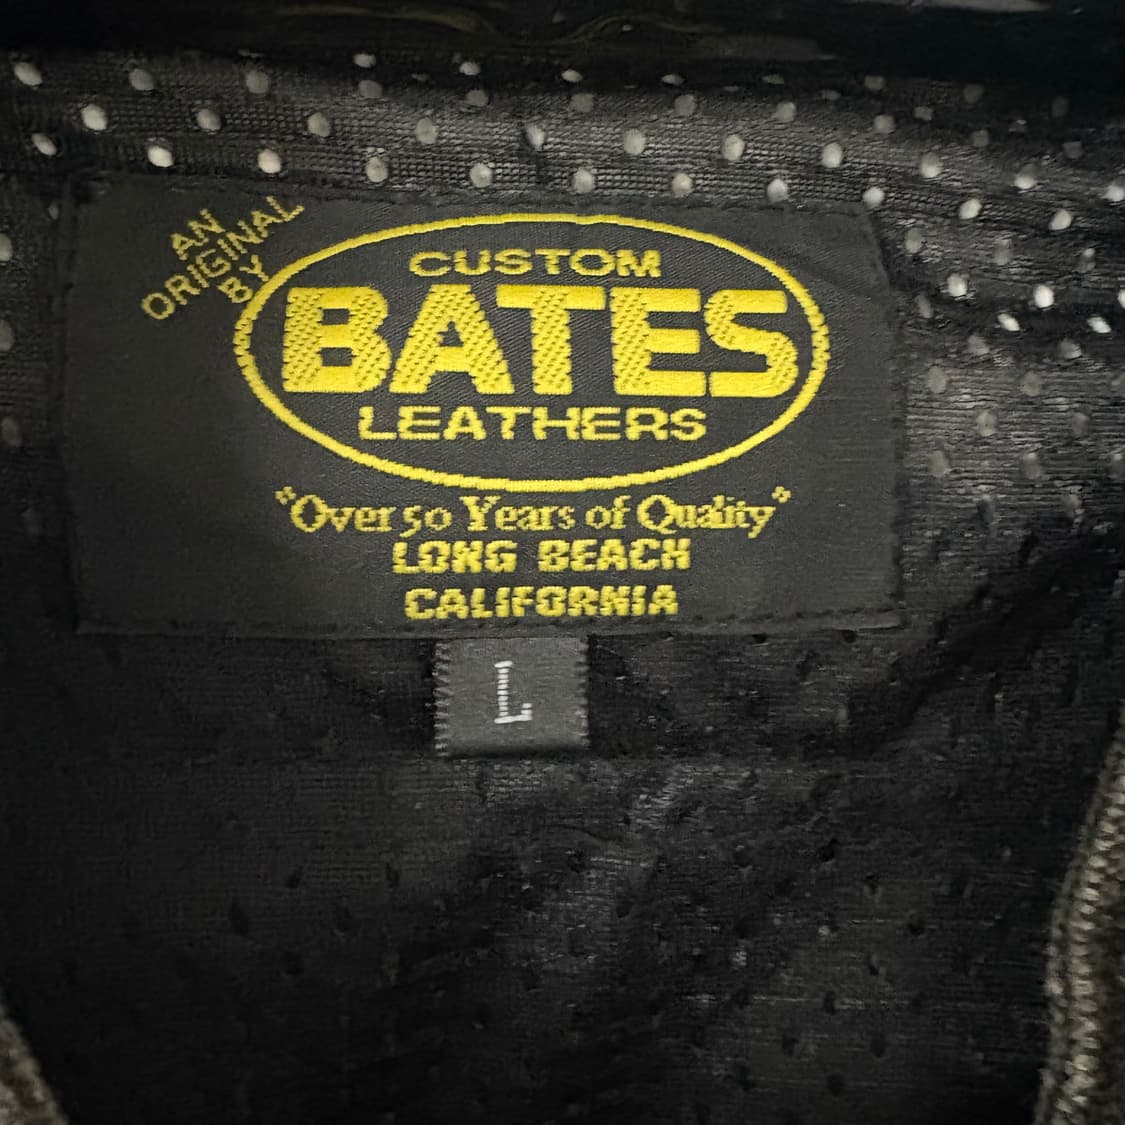 AN
ORIGINAL
BY
CUSTOM
BATES
LEATHERS
"Over 50 Years of Quality"
LONG BEACH
CALIFORNIA
L